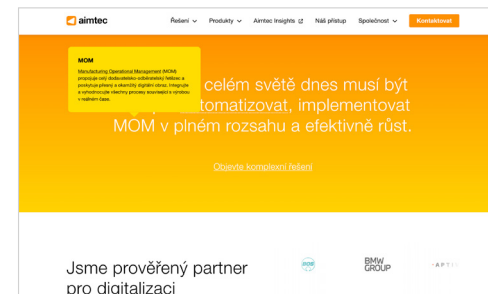 aimtec
Řešení
Produkty
Aimtec Insights
Náš přístup
Společnost
Kontaktovat
MOM
Manufacturing Operational Management (MOM)
propojuje celý dodavatelsko-odběratelský řetězec a
poskytuje přesný a okamžitý digitální obraz. Integruje
a vyhodnocuje všechny procesy související s výrobou
v reálném čase.
celém světě dnes musí být
tomatizovat, implementovat
MOM v plném rozsahu a efektivně růst.
Objevte komplexní řešení
Jsme prověřený partner
pro digitalizaci
BMW
GROUP
· A P T I